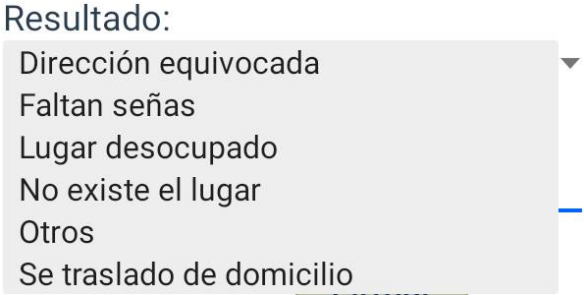 Resultado:
Dirección equivocada
Faltan señas
Lugar desocupado
No existe el lugar
Otros
Se traslado de domicilio